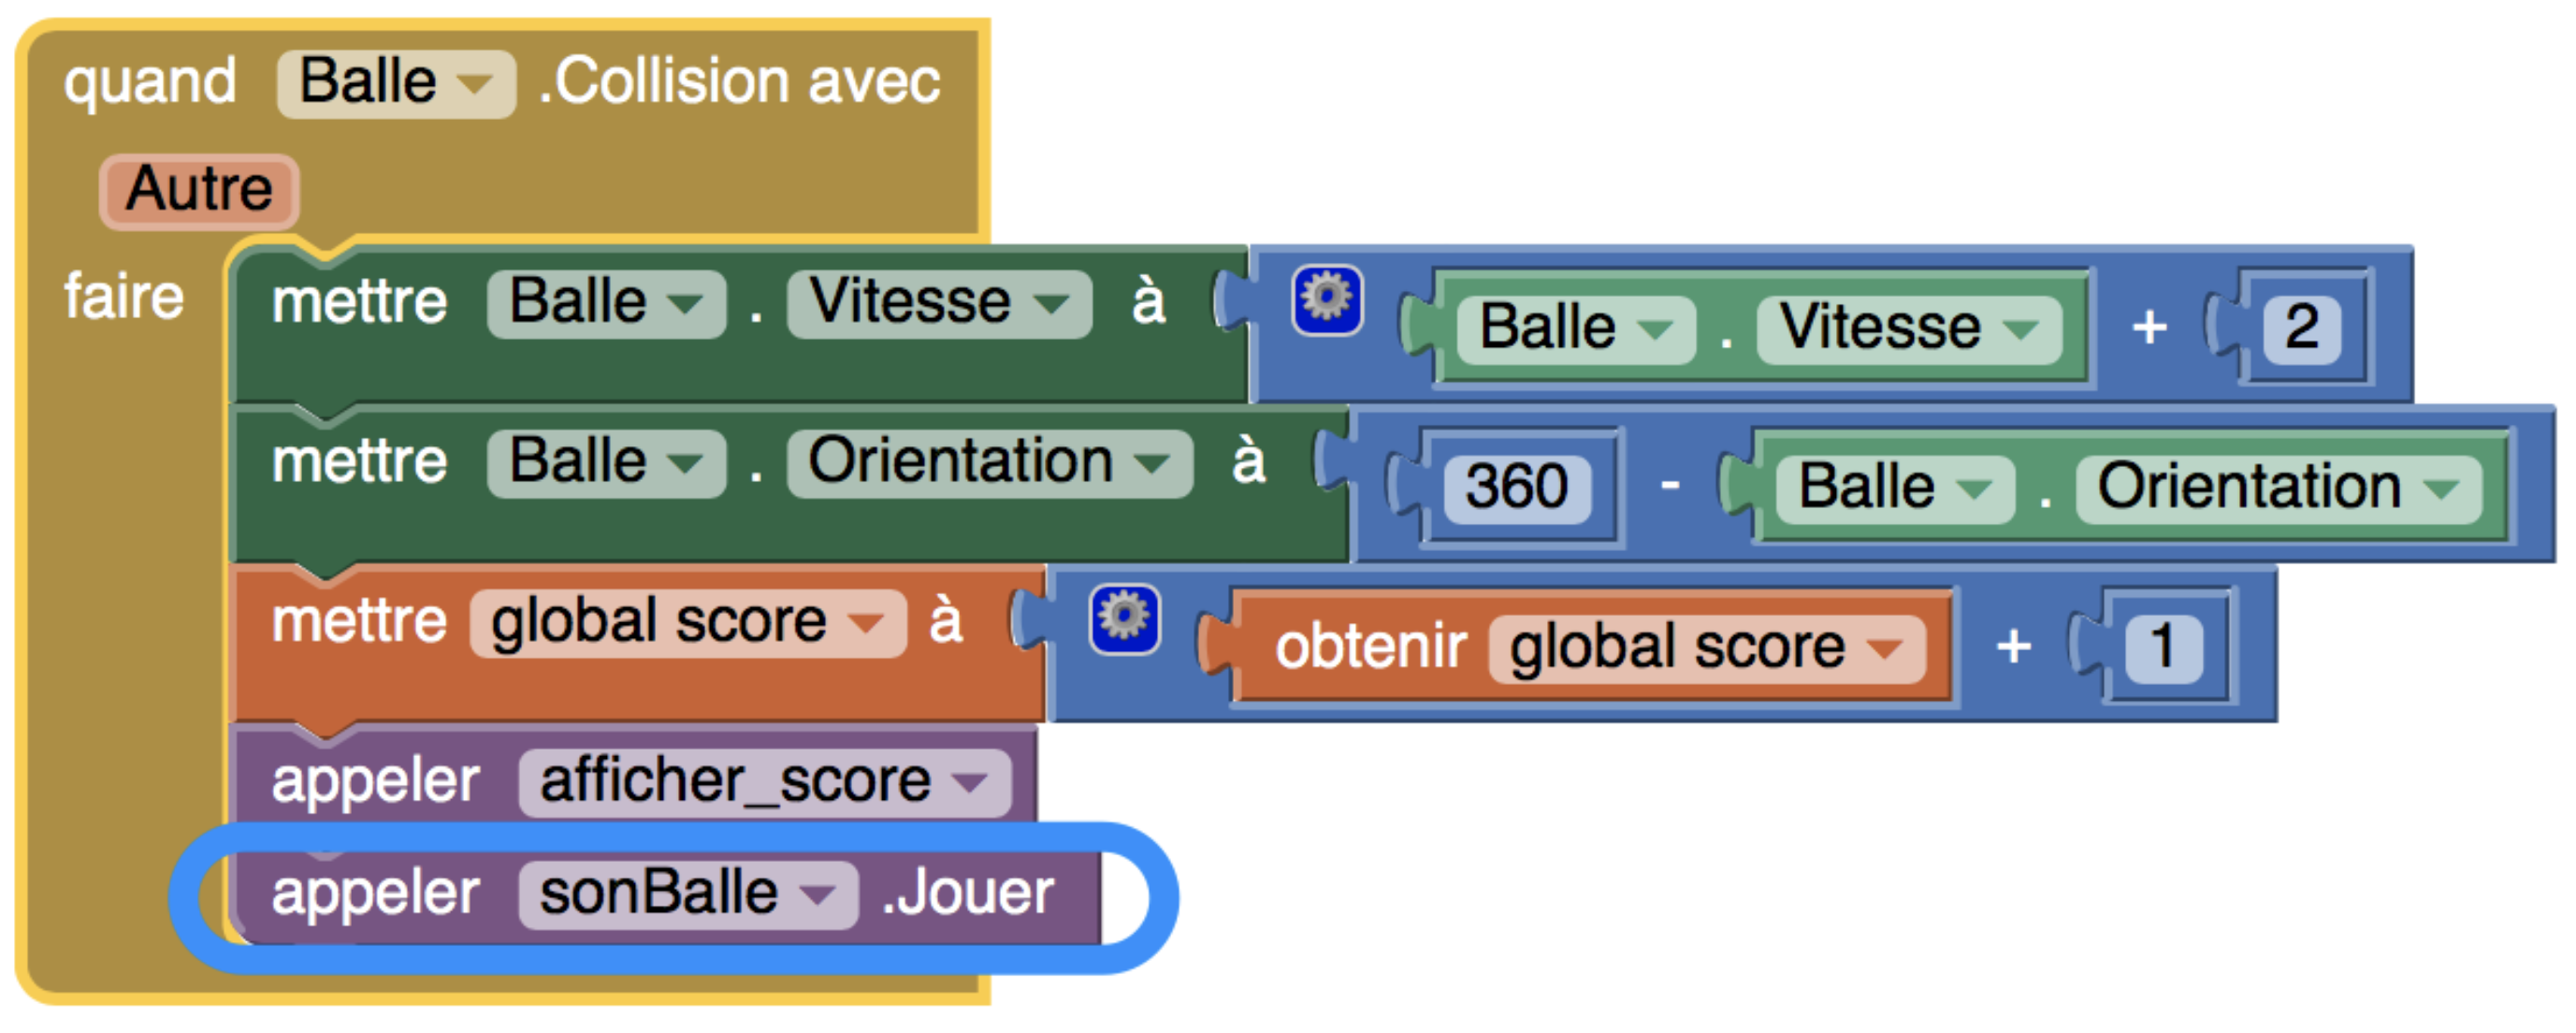 quand Balle .Collision avec
Autre
faire mettre Balle . Vitesse à Balle . Vitesse + 2
mettre Balle . Orientation à 360 - Balle . Orientation
mettre global score à obtenir global score + 1
appeler afficher_score
appeler sonBalle .Jouer